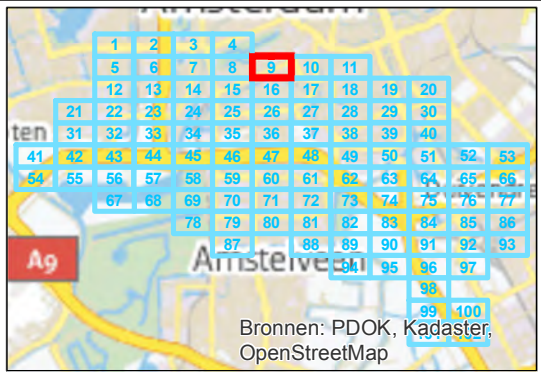 Amsterdam
1 2 3 4
5 6 7 8 9 10 11
12 13 14 15 16 17 18 19 20
21 22 23 24 25 26 27 28 29 30
ten 31 32 33 34 35 36 37 38 39 40
41 42 43 44 45 46 47 48 49 50 51 52 53
54 55 56 57 58 59 60 61 62 63 64 65 66
67 68 69 70 71 72 73 74 75 76 77
78 79 80 81 82 83 84 85 86
A9 Amstelveen 87 88 89 90 91 92 93
94 95 96 97
98
99 100
Bronnen: PDOK, Kadaster,
OpenStreetMap